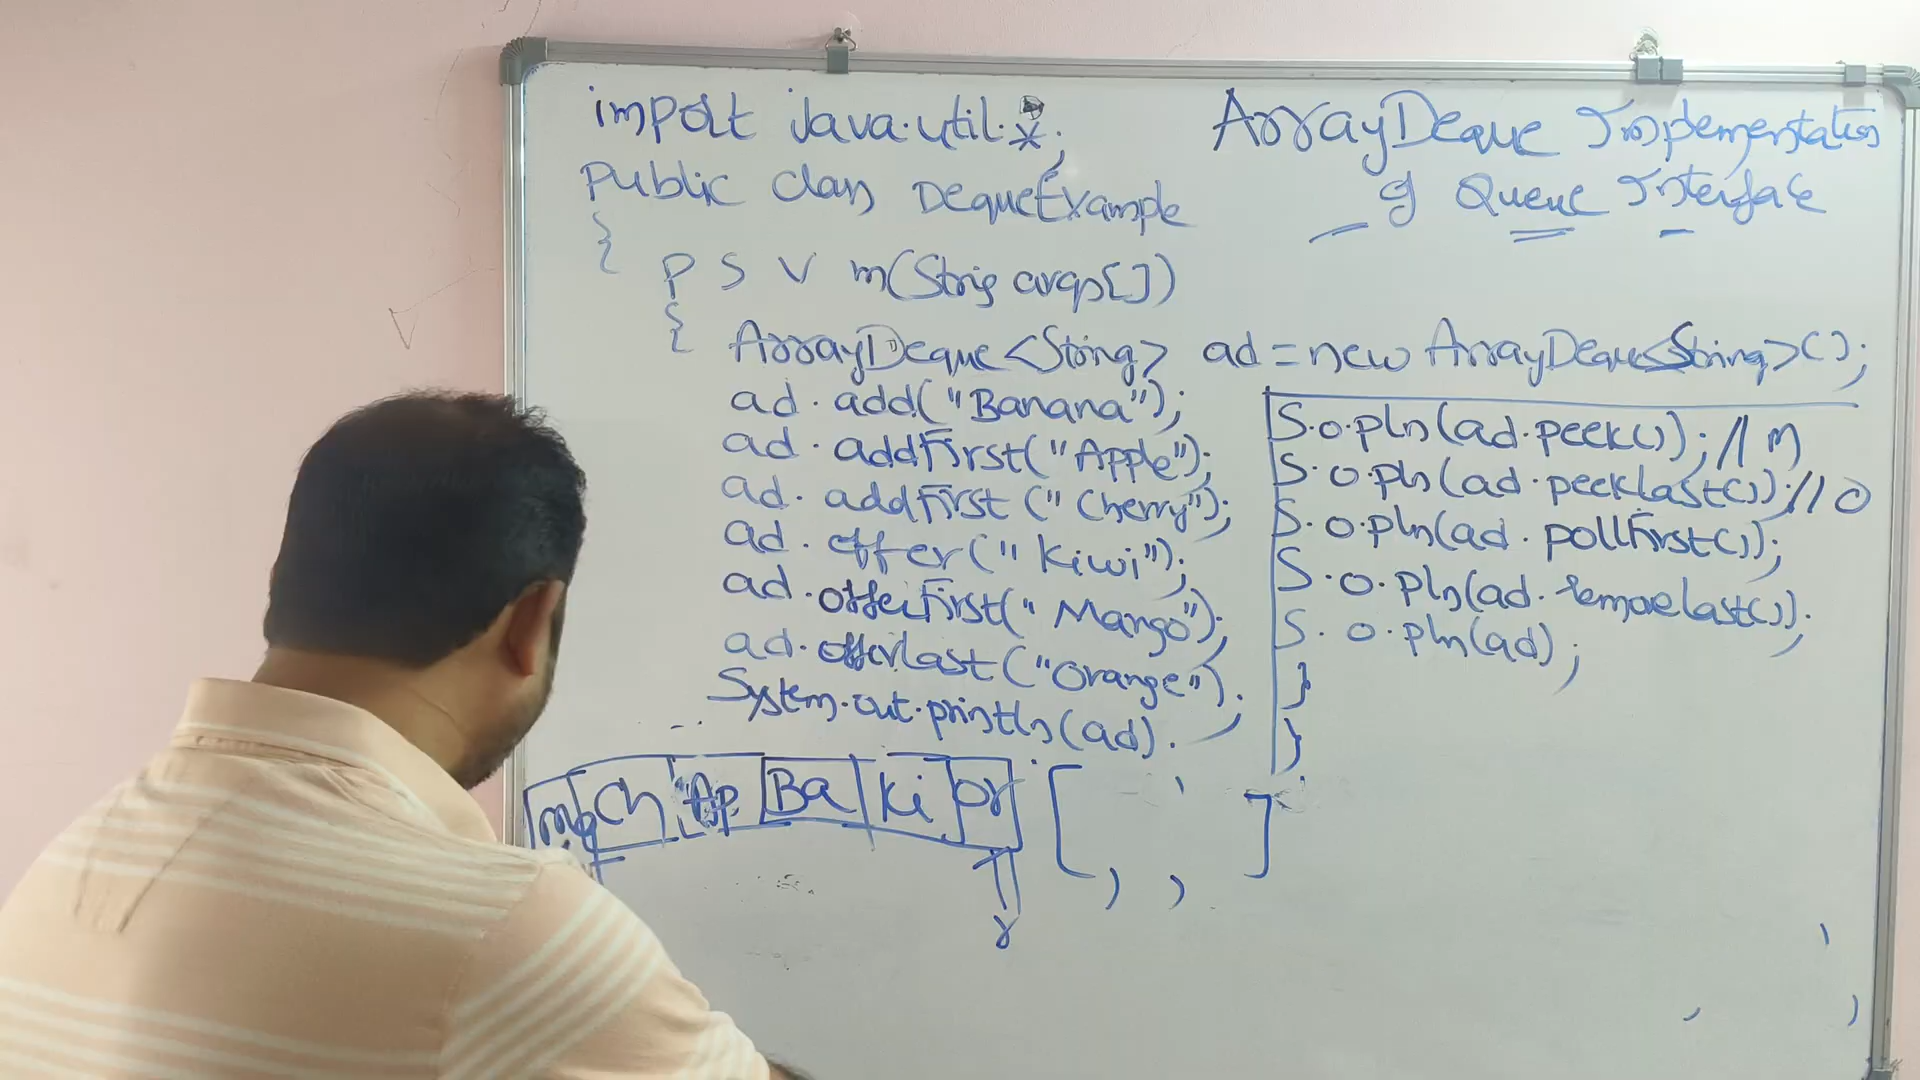 import java.util.*;
Public class DequeExample
{
P S V m(String args[])
{
ArrayDeque<String> ad = new ArrayDeque<String>();
ad.add("Banana");
ad.addFirst("Apple");
ad.addFirst("Cherry");
ad.offer("Kiwi");
ad.offerFirst("Mango");
ad.offerlast("Orange");
System.out.println(ad).
ArrayDeque Implementation
of Queue Interface
S.o.pln(ad.peek()); // m
S.o.pln(ad.peeklast()); // O
S.o.pln(ad.pollFirst());
S.o.pln(ad.removelast());
S.o.pln(ad);
}
}
Ch Ap Ba Ki or [ , , ]
r